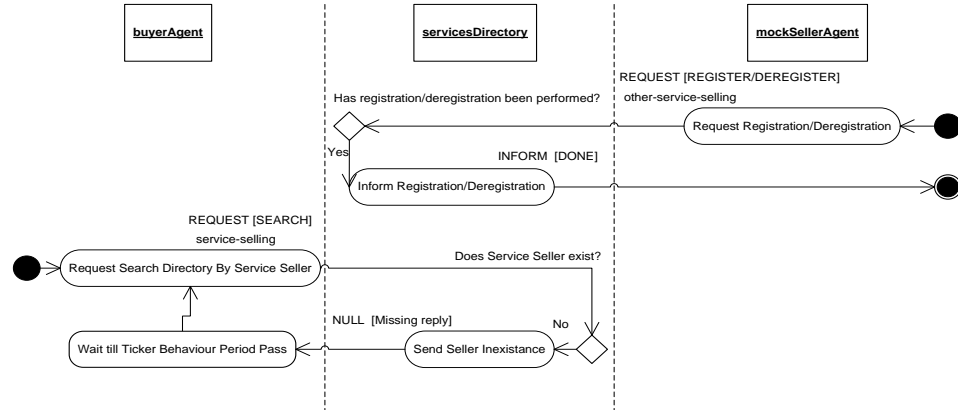 buyerAgent
servicesDirectory
mockSellerAgent
REQUEST [REGISTER/DEREGISTER]
other-service-selling
Has registration/deregistration been performed?
Request Registration/Deregistration
Yes
INFORM [DONE]
Inform Registration/Deregistration
REQUEST [SEARCH]
service-selling
Does Service Seller exist?
Request Search Directory By Service Seller
NULL [Missing reply]
No
Wait till Ticker Behaviour Period Pass
Send Seller Inexistance